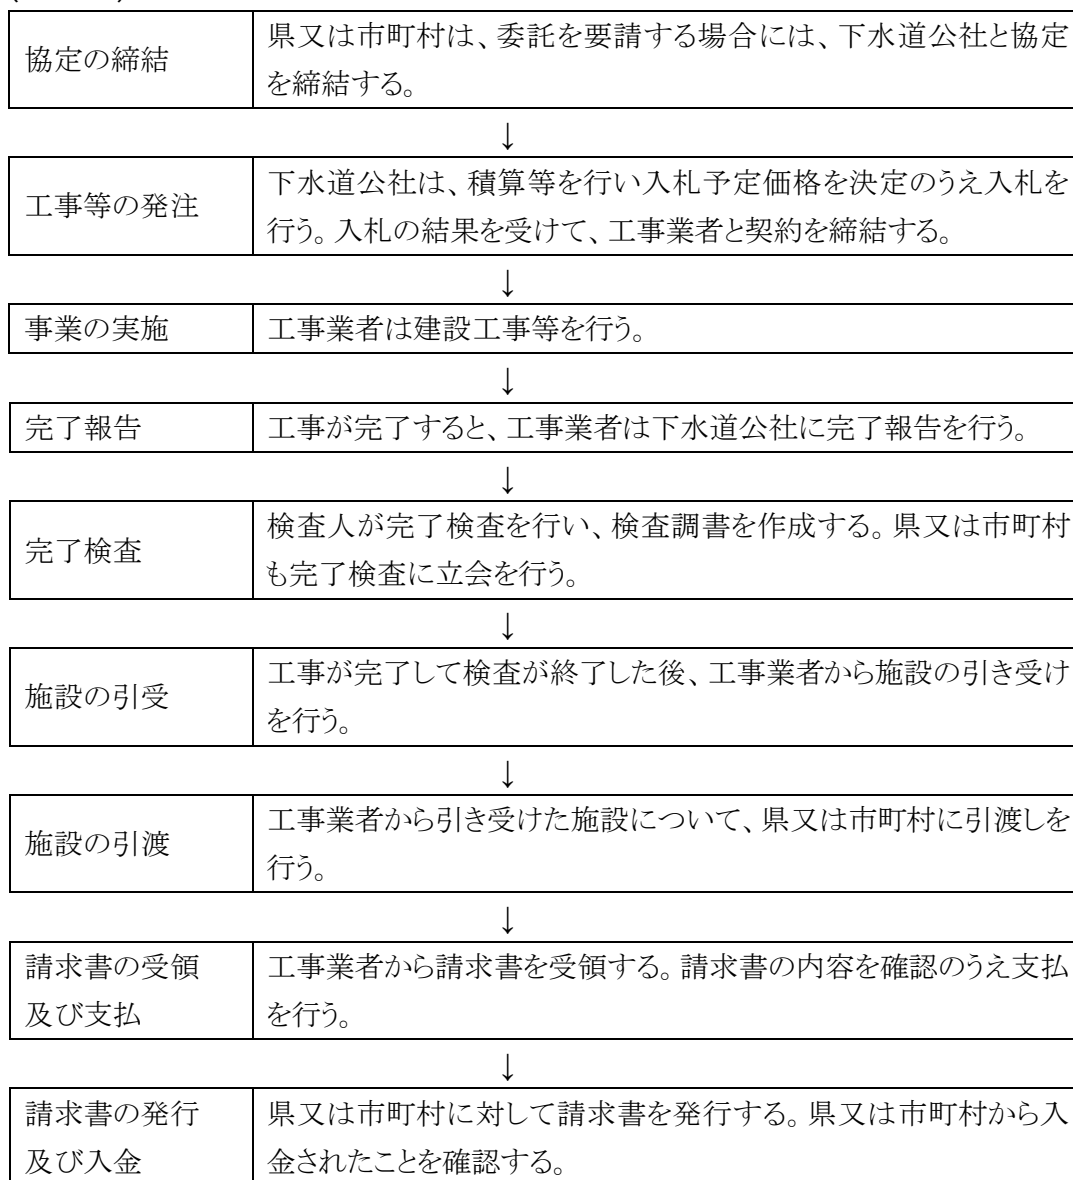 協定の締結
県又は市町村は、委託を要請する場合には、下水道公社と協定
を締結する。
↓
工事等の発注
下水道公社は、積算等を行い入札予定価格を決定のうえ入札を
行う。入札の結果を受けて、工事業者と契約を締結する。
↓
事業の実施
工事業者は建設工事等を行う。
↓
完了報告
工事が完了すると、工事業者は下水道公社に完了報告を行う。
↓
完了検査
検査人が完了検査を行い、検査調書を作成する。県又は市町村
も完了検査に立会を行う。
↓
施設の引受
工事が完了して検査が終了した後、工事業者から施設の引き受け
を行う。
↓
施設の引渡
工事業者から引き受けた施設について、県又は市町村に引渡しを
行う。
↓
請求書の受領
及び支払
工事業者から請求書を受領する。請求書の内容を確認のうえ支払
を行う。
↓
請求書の発行
及び入金
県又は市町村に対して請求書を発行する。県又は市町村から入
金されたことを確認する。